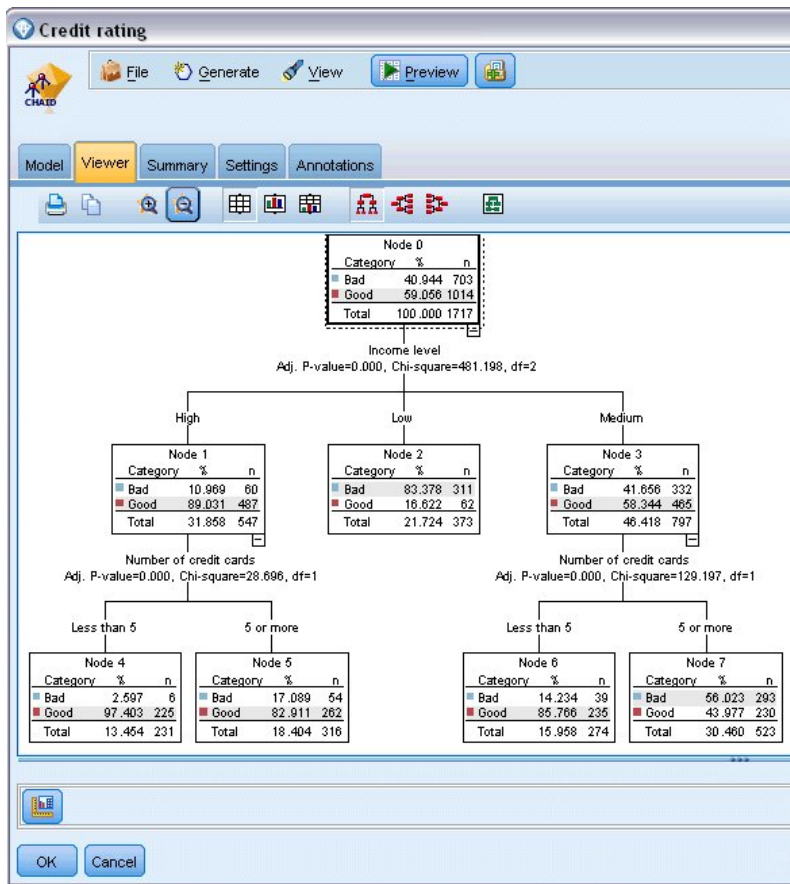 Credit rating
CHAID
File Generate View Preview
Model Viewer Summary Settings Annotations
Node 0
Category % n
Bad 40.944 703
Good 59.056 1014
Total 100.000 1717
Income level
Adj. P-value=0.000, Chi-square=481.198, df=2
High Low Medium
Node 1
Category % n
Bad 10.969 60
Good 89.031 487
Total 31.858 547
Node 2
Category % n
Bad 83.378 311
Good 16.622 62
Total 21.724 373
Node 3
Category % n
Bad 41.656 332
Good 58.344 465
Total 46.418 797
Number of credit cards
Adj. P-value=0.000, Chi-square=28.696, df=1
Number of credit cards
Adj. P-value=0.000, Chi-square=129.197, df=1
Less than 5 5 or more
Less than 5 5 or more
Node 4
Category % n
Bad 2.597 6
Good 97.403 225
Total 13.454 231
Node 5
Category % n
Bad 17.089 54
Good 82.911 262
Total 18.404 316
Node 6
Category % n
Bad 14.234 39
Good 85.766 235
Total 15.958 274
Node 7
Category % n
Bad 56.023 293
Good 43.977 230
Total 30.460 523
OK Cancel